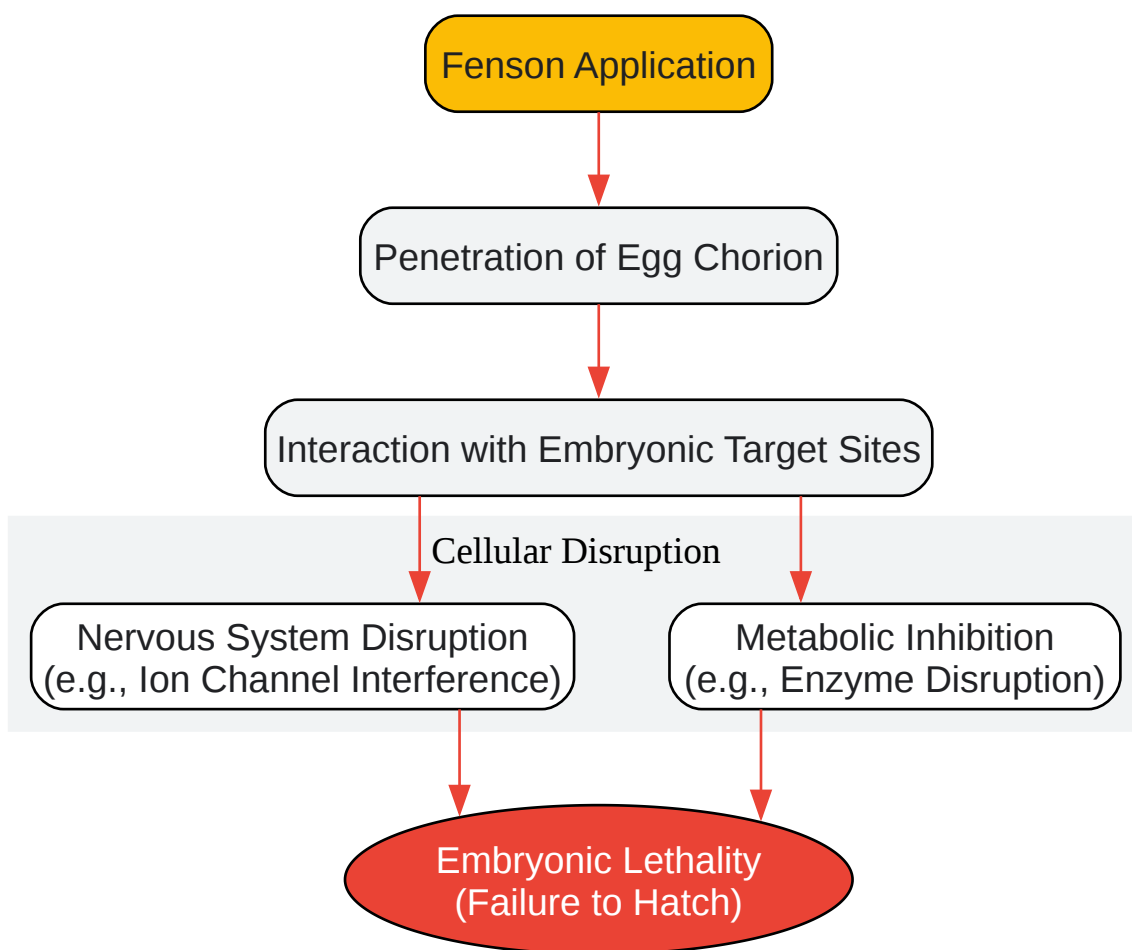 Fenson Application
Penetration of Egg Chorion
Interaction with Embryonic Target Sites
Cellular Disruption
Nervous System Disruption
(e.g., Ion Channel Interference)
Metabolic Inhibition
(e.g., Enzyme Disruption)
Embryonic Lethality
(Failure to Hatch)